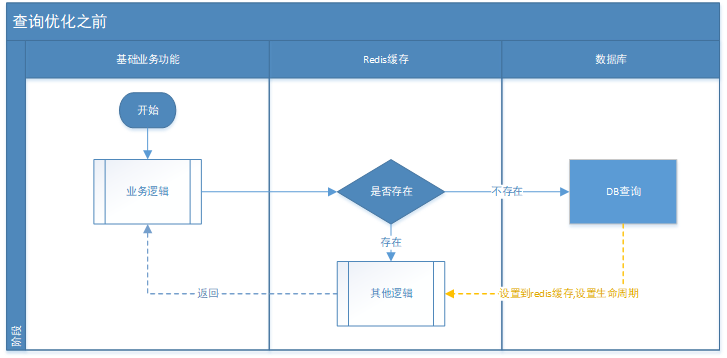 查询优化之前
基础业务功能
Redis缓存
数据库
开始
业务逻辑
是否存在
不存在
DB查询
存在
返回
其他逻辑
设置到redis缓存,设置生命周期
阶段